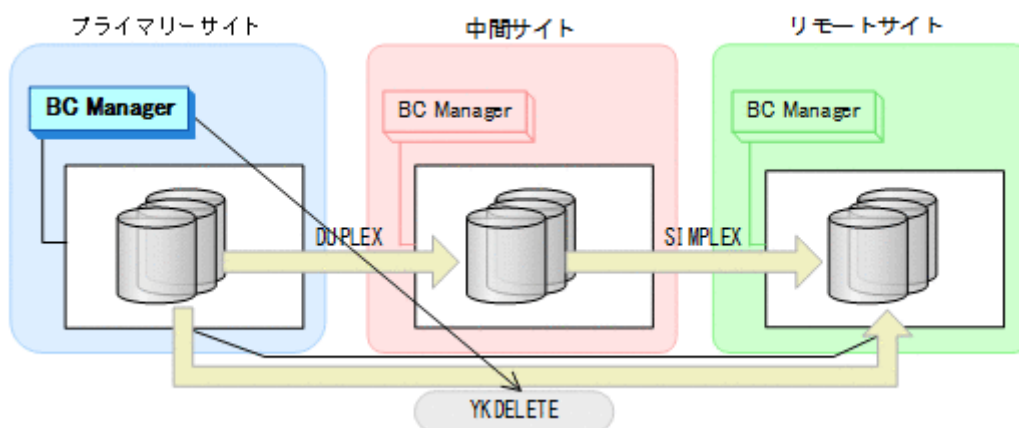 プライマリーサイト
中間サイト
リモートサイト
BC Manager
BC Manager
BC Manager
DUPLEX
SIMPLEX
YKDELETE